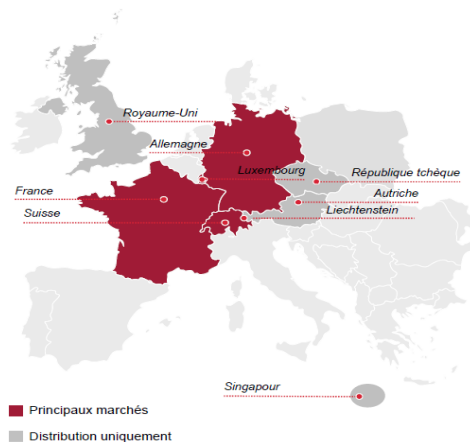 Royaume-Uni
Allemagne
Luxembourg
République tchèque
France
Autriche
Suisse
Liechtenstein
Singapour
Principaux marchés
Distribution uniquement